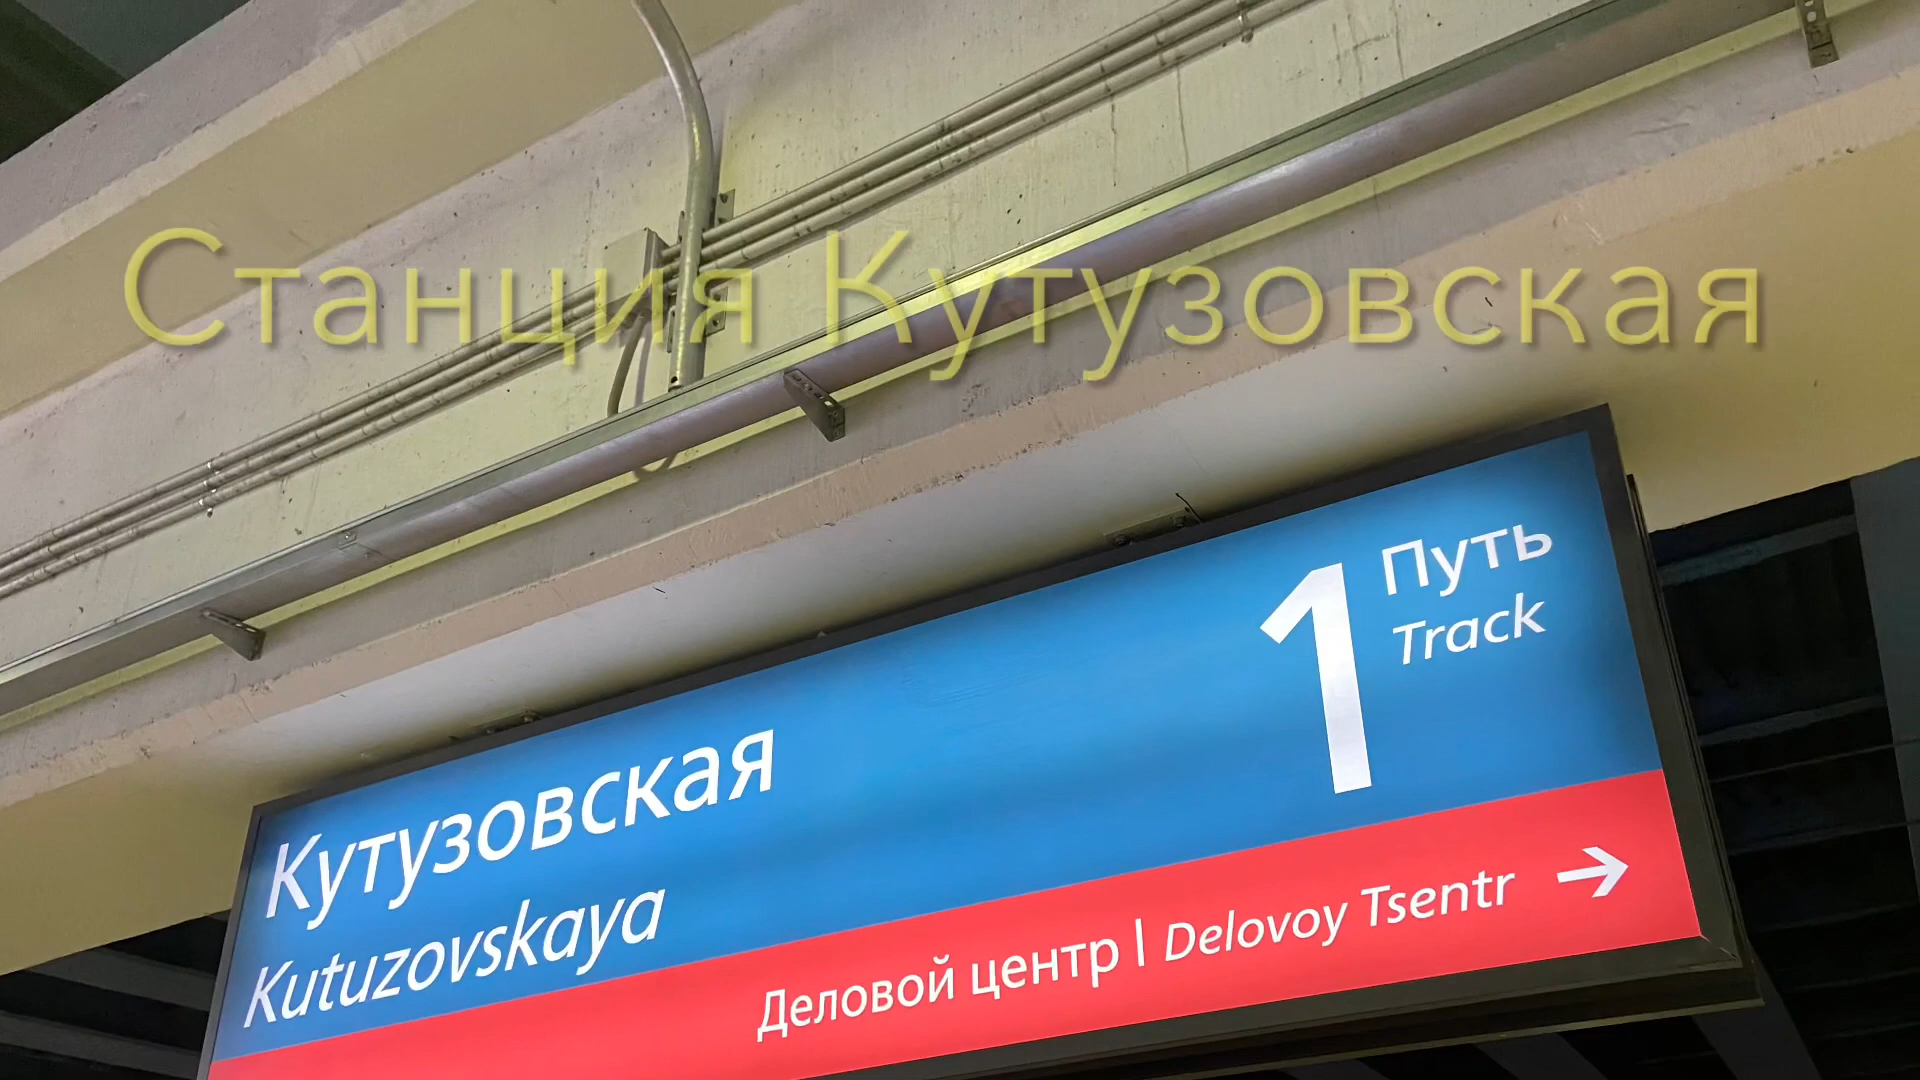 Станция Кутузовская
1
Путь
Track
Кутузовская
Kutuzovskaya
Деловой центр | Delovoy Tsentr →